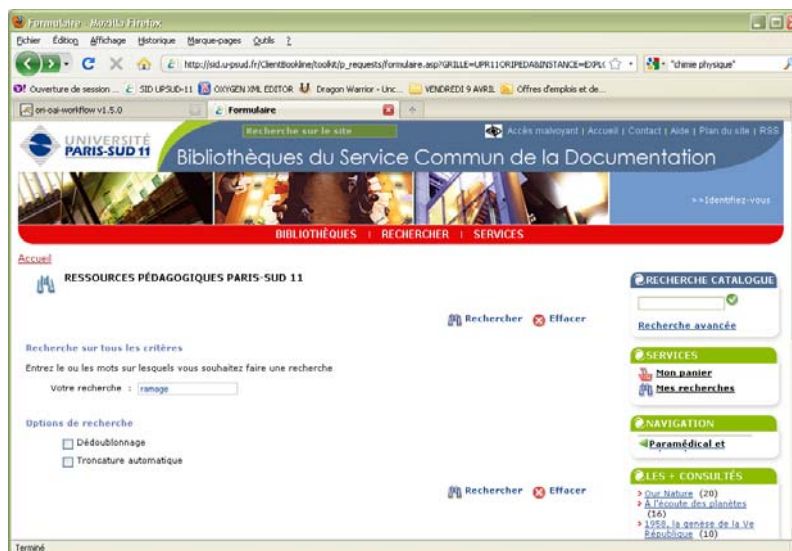 Formulaire - Mozilla Firefox
Fichier Édition Affichage Historique Marque-pages Outils ?
http://sid.u-psud.fr/ClientBookline/toolkit/p_requests/formulaire.asp?GRILLE=UPR11ORIPEDA&INSTANCE=EXPL( "chimie physique"
Ouverture de session ... SID UPSUD-11 OXYGEN XML EDITOR Dragon Warrior - Unc... VENDREDI 9 AVRIL Offres d'emplois et de...
ori-oai-workflow v1.5.0 Formulaire
Recherche sur le site Accès malvoyant | Accueil | Contact | Aide | Plan du site | RSS
UNIVERSITÉ
PARIS-SUD 11
Bibliothèques du Service Commun de la Documentation
>>Identifiez-vous
BIBLIOTHÈQUES | RECHERCHER | SERVICES
Accueil
RESSOURCES PÉDAGOGIQUES PARIS-SUD 11
Rechercher Effacer
Recherche sur tous les critères
Entrez le ou les mots sur lesquels vous souhaitez faire une recherche
Votre recherche : ramage
Options de recherche
Dédoublonnage
Troncature automatique
Rechercher Effacer
RECHERCHE CATALOGUE
Recherche avancée
SERVICES
Mon panier
Mes recherches
NAVIGATION
Paramédical et
LES + CONSULTÉS
Our Nature (20)
A l'écoute des planètes
(16)
1958, la genèse de la Ve
République (10)
Terminé